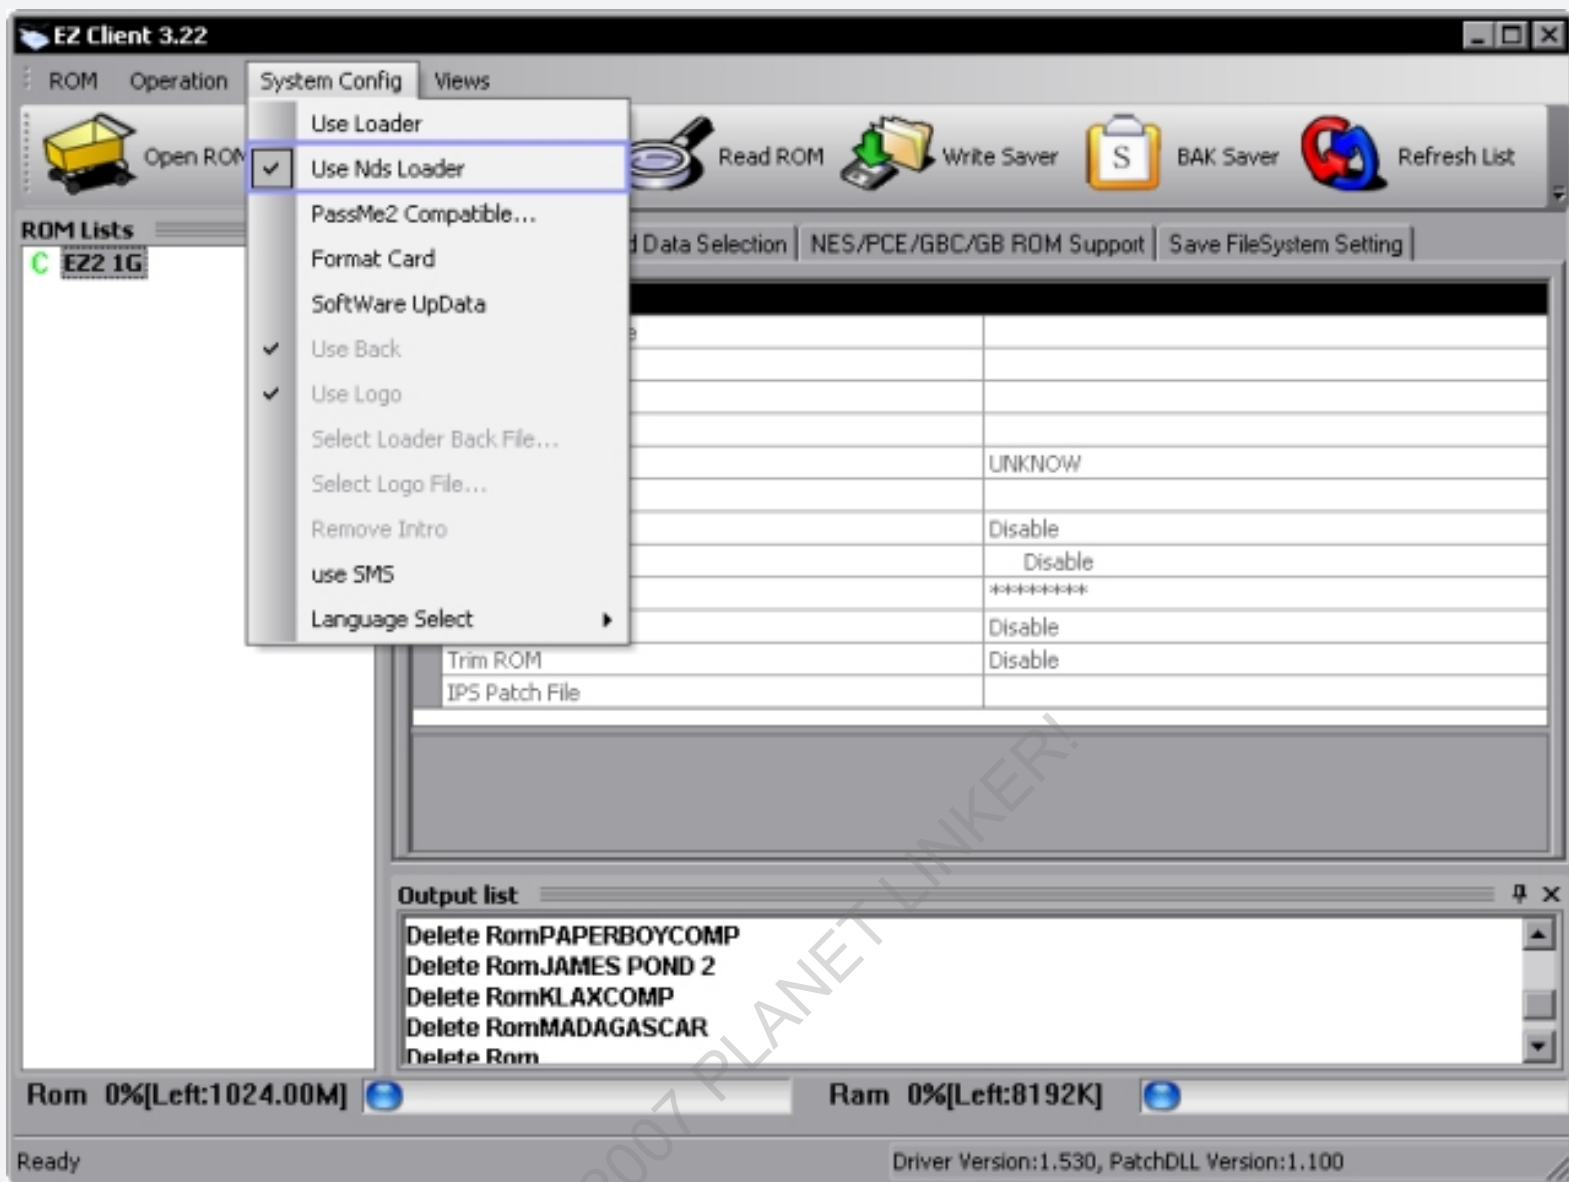 EZ Client 3.22
ROM Operation System Config Views
Open ROM Read ROM Write Saver BAK Saver Refresh List
Use Loader
Use Nds Loader
PassMe2 Compatible...
Format Card
SoftWare UpData
Use Back
Use Logo
Select Loader Back File...
Select Logo File...
Remove Intro
use SMS
Language Select
ROM Lists
C EZ2 1G
Data Selection NES/PCE/GBC/GB ROM Support Save FileSystem Setting
UNKNOW
Disable
Disable
********
Disable
Trim ROM Disable
IPS Patch File
Output list
Delete RomPAPERBOYCOMP
Delete RomJAMES POND 2
Delete RomKLAXCOMP
Delete RomMADAGASCAR
Delete Rom
Rom 0%[Left:1024.00M] Ram 0%[Left:8192K]
Ready Driver Version:1.530, PatchDLL Version:1.100
2007 PLANET LINKER!